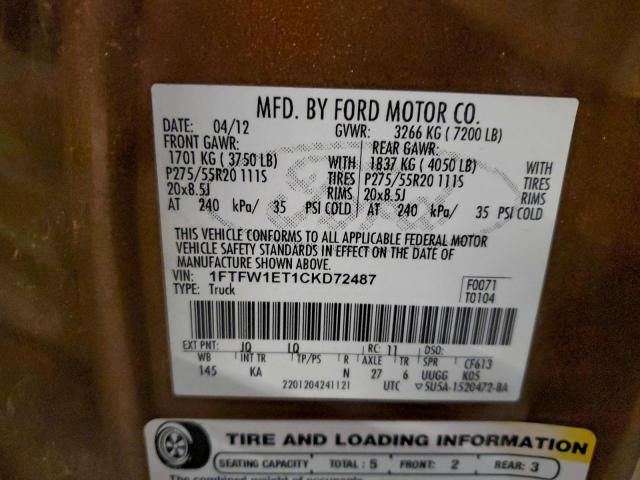 MFD. BY FORD MOTOR CO.
DATE: 04/12 GVWR: 3266 KG ( 7200 LB)
FRONT GAWR: REAR GAWR:
1701 KG ( 3750 LB) WITH 1837 KG ( 4050 LB) WITH
P275/55R20 111S TIRES P275/55R20 111S TIRES
20x8.5J RIMS 20x8.5J RIMS
AT 240 kPa/ 35 PSI COLD AT 240 kPa/ 35 PSI COLD
THIS VEHICLE CONFORMS TO ALL APPLICABLE FEDERAL MOTOR
VEHICLE SAFETY STANDARDS IN EFFECT ON THE DATE OF
MANUFACTURE SHOWN ABOVE.
VIN: 1FTFW1ET1CKD72487 F0071
TYPE: Truck T0104
EXT PNT: JQ LQ RC: 11 DSO:
WB INT TR TP/PS R AXLE TR SPR CF613
145 KA N 27 6 UUGG K05
2201204241121 UTC ▽5U5A-1520472-BA
TIRE AND LOADING INFORMATION
SEATING CAPACITY TOTAL : 5 FRONT: 2 REAR: 3